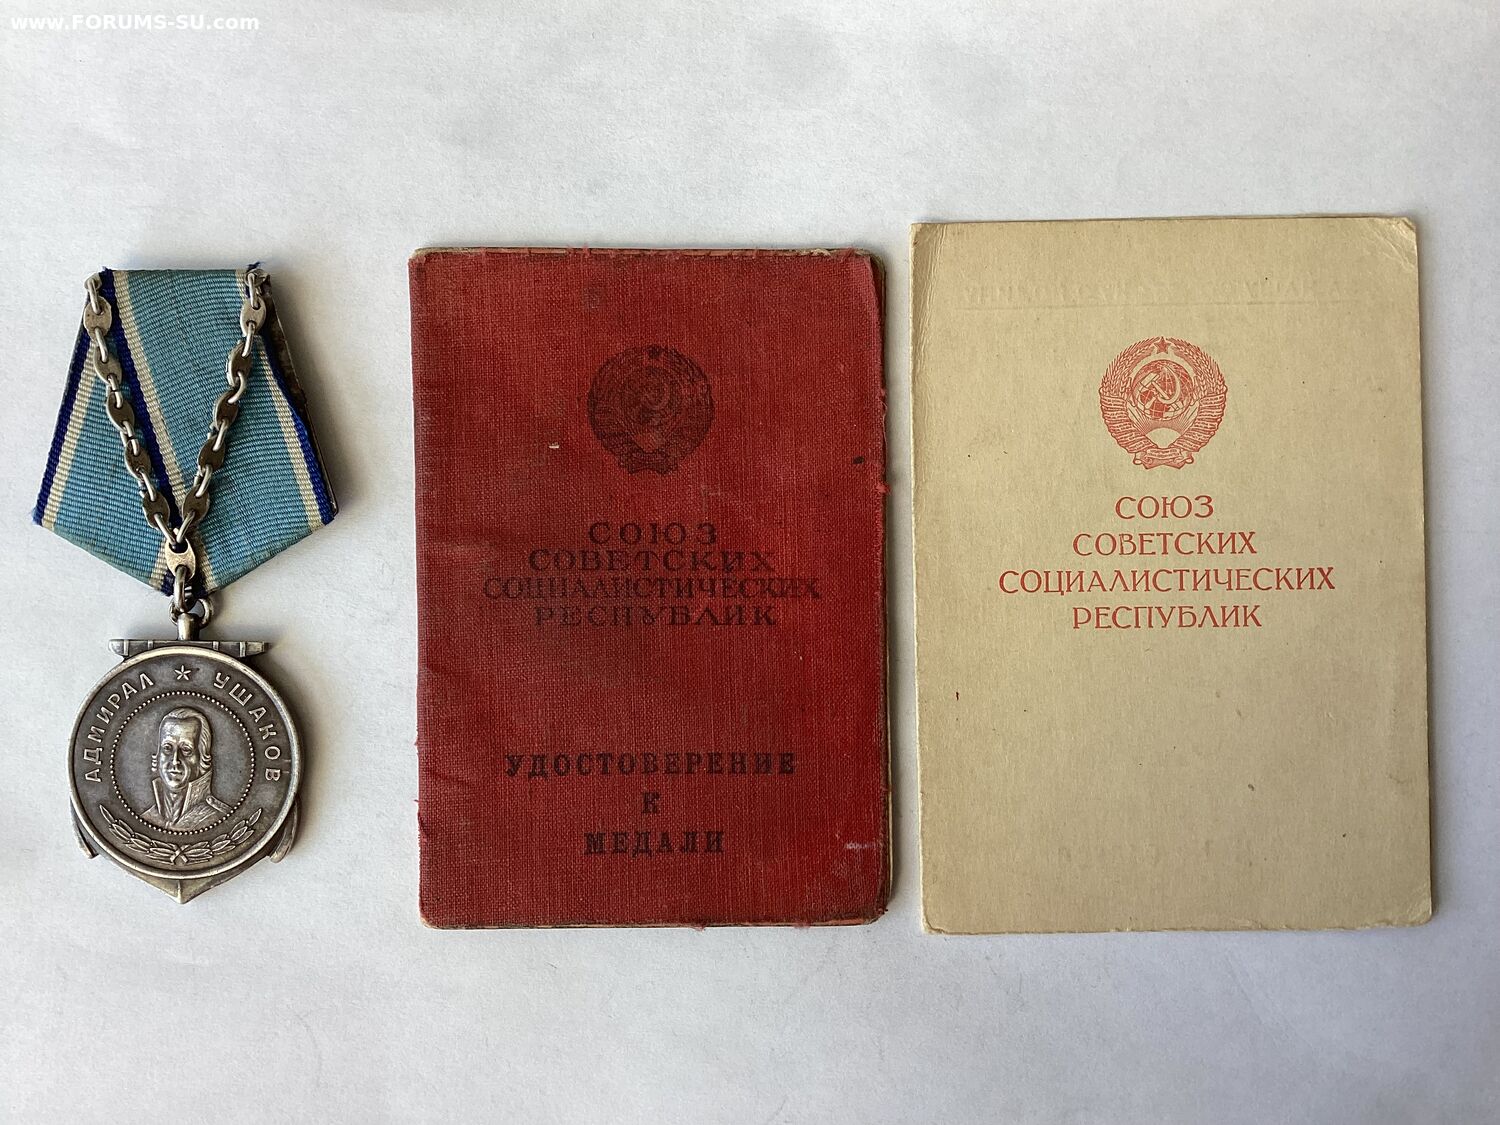 www.FORUMS-SU.com
АДМИРАЛ УШАКОВ
СОЮЗ
СОВЕТСКИХ
СОЦИАЛИСТИЧЕСКИХ
РЕСПУБЛИК
УДОСТОВЕРЕНИЕ
К
МЕДАЛИ
СОЮЗ
СОВЕТСКИХ
СОЦИАЛИСТИЧЕСКИХ
РЕСПУБЛИК